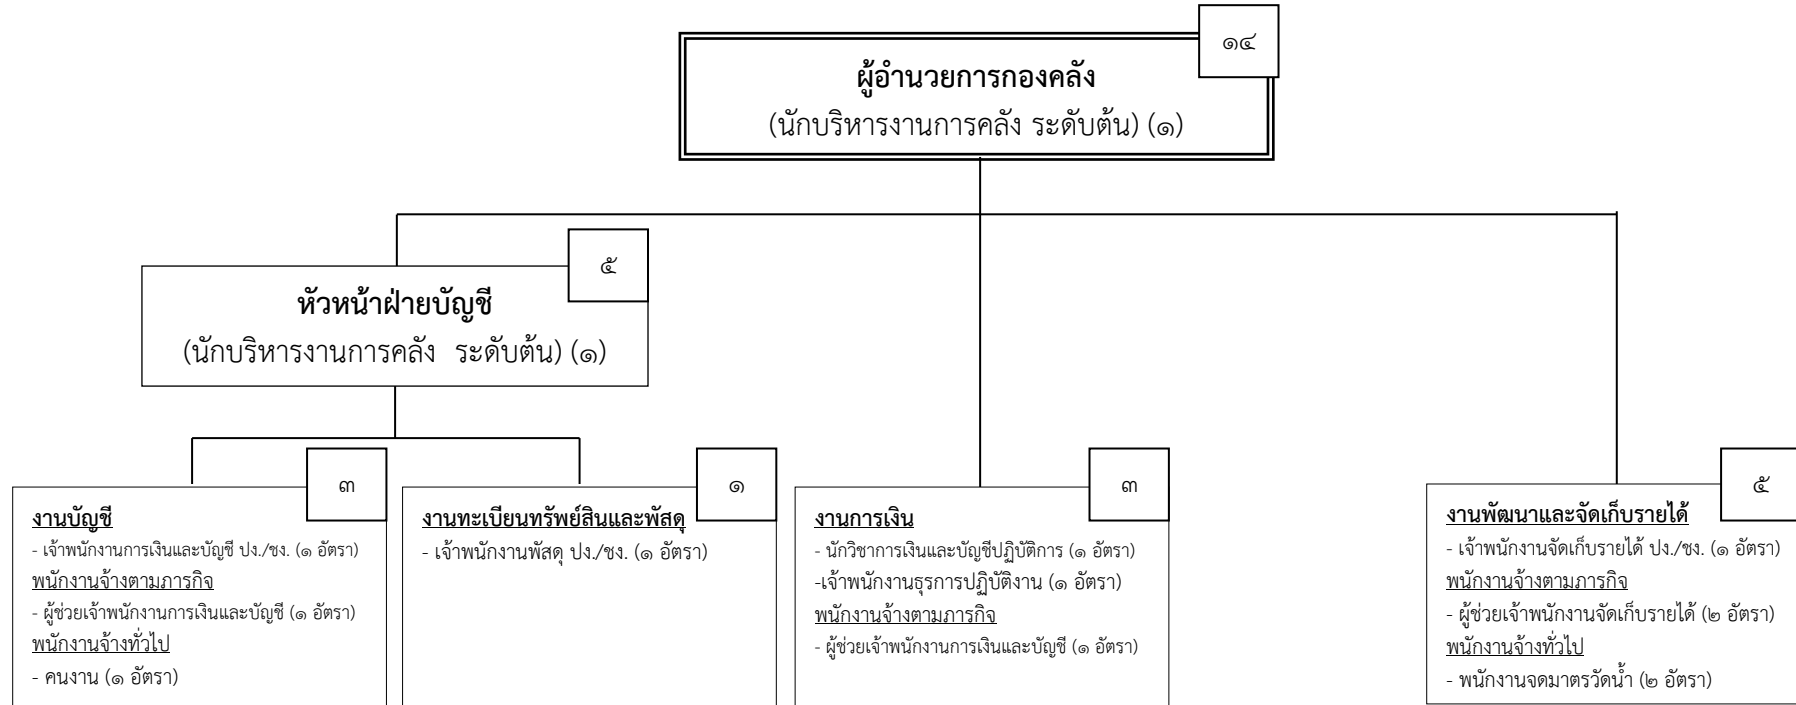 ๑๔
ผู้อำนวยการกองคลัง
(นักบริหารงานการคลัง ระดับต้น) (๑)
๕
หัวหน้าฝ่ายบัญชี
(นักบริหารงานการคลัง ระดับต้น) (๑)
๓
งานบัญชี
- เจ้าพนักงานการเงินและบัญชี ปง./ชง. (๑ อัตรา)
พนักงานจ้างตามภารกิจ
- ผู้ช่วยเจ้าพนักงานการเงินและบัญชี (๑ อัตรา)
พนักงานจ้างทั่วไป
- คนงาน (๑ อัตรา)
๑
งานทะเบียนทรัพย์สินและพัสดุ
- เจ้าพนักงานพัสดุ ปง./ชง. (๑ อัตรา)
๓
งานการเงิน
- นักวิชาการเงินและบัญชีปฏิบัติการ (๑ อัตรา)
-เจ้าพนักงานธุรการปฏิบัติงาน (๑ อัตรา)
พนักงานจ้างตามภารกิจ
- ผู้ช่วยเจ้าพนักงานการเงินและบัญชี (๑ อัตรา)
๕
งานพัฒนาและจัดเก็บรายได้
- เจ้าพนักงานจัดเก็บรายได้ ปง./ชง. (๑ อัตรา)
พนักงานจ้างตามภารกิจ
- ผู้ช่วยเจ้าพนักงานจัดเก็บรายได้ (๒ อัตรา)
พนักงานจ้างทั่วไป
- พนักงานจดมาตรวัดน้ำ (๒ อัตรา)